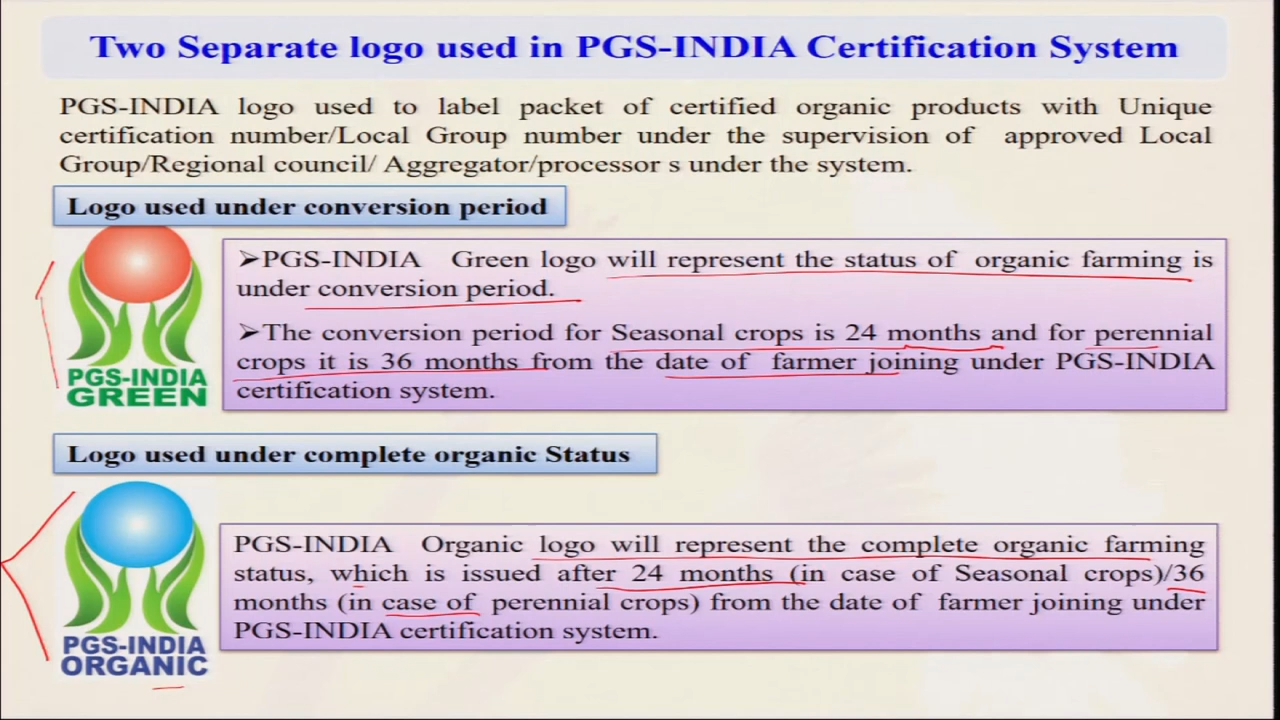 Two Separate logo used in PGS-INDIA Certification System
PGS-INDIA logo used to label packet of certified organic products with Unique
certification number/Local Group number under the supervision of approved Local
Group/Regional council/ Aggregator/processor s under the system.
Logo used under conversion period
PGS-INDIA
GREEN
➢PGS-INDIA Green logo will represent the status of organic farming is
under conversion period.
➢The conversion period for Seasonal crops is 24 months and for perennial
crops it is 36 months from the date of farmer joining under PGS-INDIA
certification system.
Logo used under complete organic Status
PGS-INDIA
ORGANIC
PGS-INDIA Organic logo will represent the complete organic farming
status, which is issued after 24 months (in case of Seasonal crops)/36
months (in case of perennial crops) from the date of farmer joining under
PGS-INDIA certification system.